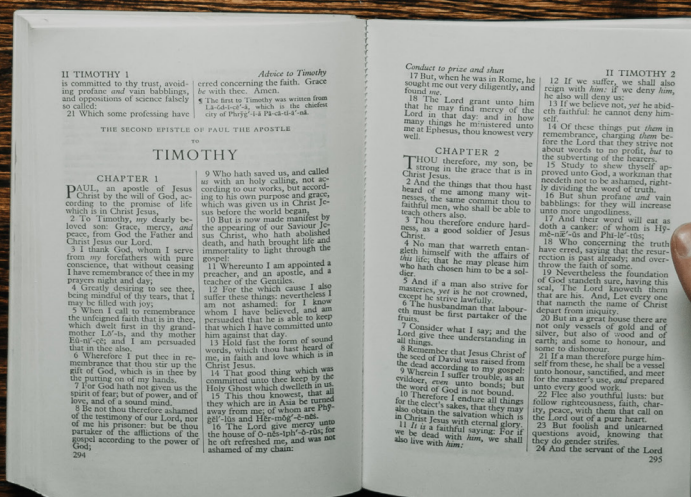 II TIMOTHY 1
Advice to Timothy
is committed to thy trust, avoid-
ing profane and vain babblings,
and oppositions of science falsely
so called:
21 Which some professing have
erred concerning the faith. Grace
be with thee. Amen.
¶ The first to Timothy was written from
Lā-ŏd-ĭ-çē'-ȧ, which is the chiefest
city of Phrўġ'-ĭ-ȧ Pā-cā-tĭ-ā'-nȧ.
THE SECOND EPISTLE OF PAUL THE APOSTLE
TO
TIMOTHY
CHAPTER 1
PAUL, an apostle of Jesus
Christ by the will of God, ac-
cording to the promise of life
which is in Christ Jesus,
2 To Timothy, my dearly be-
loved son: Grace, mercy, and
peace, from God the Father and
Christ Jesus our Lord.
3 I thank God, whom I serve
from my forefathers with pure
conscience, that without ceasing
I have remembrance of thee in my
prayers night and day;
4 Greatly desiring to see thee,
being mindful of thy tears, that I
may be filled with joy;
5 When I call to remembrance
the unfeigned faith that is in thee,
which dwelt first in thy grand-
mother Lō'-ĭs, and thy mother
Eū-nī'-çē; and I am persuaded
that in thee also.
6 Wherefore I put thee in re-
membrance that thou stir up the
gift of God, which is in thee by
the putting on of my hands.
7 For God hath not given us the
spirit of fear; but of power, and of
love, and of a sound mind.
8 Be not thou therefore ashamed
of the testimony of our Lord, nor
of me his prisoner: but be thou
partaker of the afflictions of the
gospel according to the power of
God;
294
9 Who hath saved us, and called
us with an holy calling, not ac-
cording to our works, but accord-
ing to his own purpose and grace,
which was given us in Christ Je-
sus before the world began,
10 But is now made manifest by
the appearing of our Saviour Je-
sus Christ, who hath abolished
death, and hath brought life and
immortality to light through the
gospel:
11 Whereunto I am appointed a
preacher, and an apostle, and a
teacher of the Gentiles.
12 For the which cause I also
suffer these things: nevertheless I
am not ashamed: for I know
whom I have believed, and am
persuaded that he is able to keep
that which I have committed unto
him against that day.
13 Hold fast the form of sound
words, which thou hast heard of
me, in faith and love which is in
Christ Jesus.
14 That good thing which was
committed unto thee keep by the
Holy Ghost which dwelleth in us.
15 This thou knowest, that all
they which are in Asia be turned
away from me; of whom are Phў-
ġĕl'-lŭs and Hẽr-mŏġ'-ĕ-nēs.
16 The Lord give mercy unto
the house of Ŏ-nĕs-ĭph'-ō-rŭs; for
he oft refreshed me, and was not
ashamed of my chain:
Conduct to prize and shun
II TIMOTHY 2
17 But, when he was in Rome, he
sought me out very diligently, and
found me.
18 The Lord grant unto him
that he may find mercy of the
Lord in that day: and in how
many things he ministered unto
me at Ephesus, thou knowest very
well.
CHAPTER 2
THOU therefore, my son, be
strong in the grace that is in
Christ Jesus.
2 And the things that thou hast
heard of me among many wit-
nesses, the same commit thou to
faithful men, who shall be able to
teach others also.
3 Thou therefore endure hard-
ness, as a good soldier of Jesus
Christ.
4 No man that warreth entan-
gleth himself with the affairs of
this life; that he may please him
who hath chosen him to be a sol-
dier.
5 And if a man also strive for
masteries, yet is he not crowned,
except he strive lawfully.
6 The husbandman that labour-
eth must be first partaker of the
fruits.
7 Consider what I say; and the
Lord give thee understanding in
all things.
8 Remember that Jesus Christ of
the seed of David was raised from
the dead according to my gospel:
9 Wherein I suffer trouble, as an
evildoer, even unto bonds; but
the word of God is not bound.
10 Therefore I endure all things
for the elect's sakes, that they may
also obtain the salvation which is
in Christ Jesus with eternal glory.
11 It is a faithful saying: For if
we be dead with him, we shall
also live with him:
12 If we suffer, we shall also
reign with him: if we deny him,
he also will deny us:
13 If we believe not, yet he abid-
eth faithful: he cannot deny him-
self.
14 Of these things put them in
remembrance, charging them be-
fore the Lord that they strive not
about words to no profit, but to
the subverting of the hearers.
15 Study to shew thyself ap-
proved unto God, a workman that
needeth not to be ashamed, right-
ly dividing the word of truth.
16 But shun profane and vain
babblings: for they will increase
unto more ungodliness.
17 And their word will eat as
doth a canker: of whom is Hȳ-
mē-næ̅'-ŭs and Phĭ-lē'-tŭs;
18 Who concerning the truth
have erred, saying that the resur-
rection is past already; and over-
throw the faith of some.
19 Nevertheless the foundation
of God standeth sure, having this
seal, The Lord knoweth them
that are his. And, Let every one
that nameth the name of Christ
depart from iniquity.
20 But in a great house there are
not only vessels of gold and of
silver, but also of wood and of
earth; and some to honour, and
some to dishonour.
21 If a man therefore purge him-
self from these, he shall be a vessel
unto honour, sanctified, and meet
for the master's use, and prepared
unto every good work.
22 Flee also youthful lusts: but
follow righteousness, faith, char-
ity, peace, with them that call on
the Lord out of a pure heart.
23 But foolish and unlearned
questions avoid, knowing that
they do gender strifes.
24 And the servant of the Lord
295